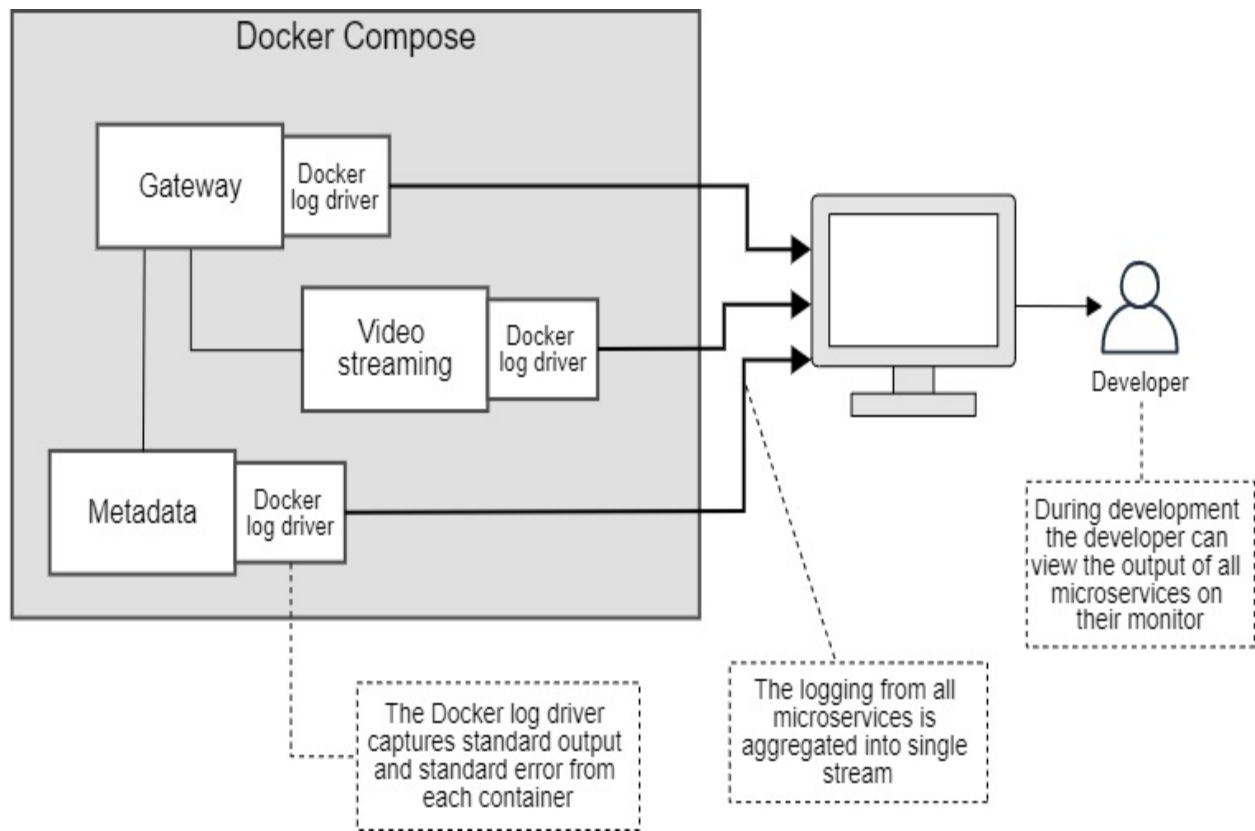 Docker Compose
Gateway
Docker
log driver
Video
streaming
Docker
log driver
Metadata
Docker
log driver
Developer
During development
the developer can
view the output of all
microservices on
their monitor
The logging from all
microservices is
aggregated into single
stream
The Docker log driver
captures standard output
and standard error from
each container